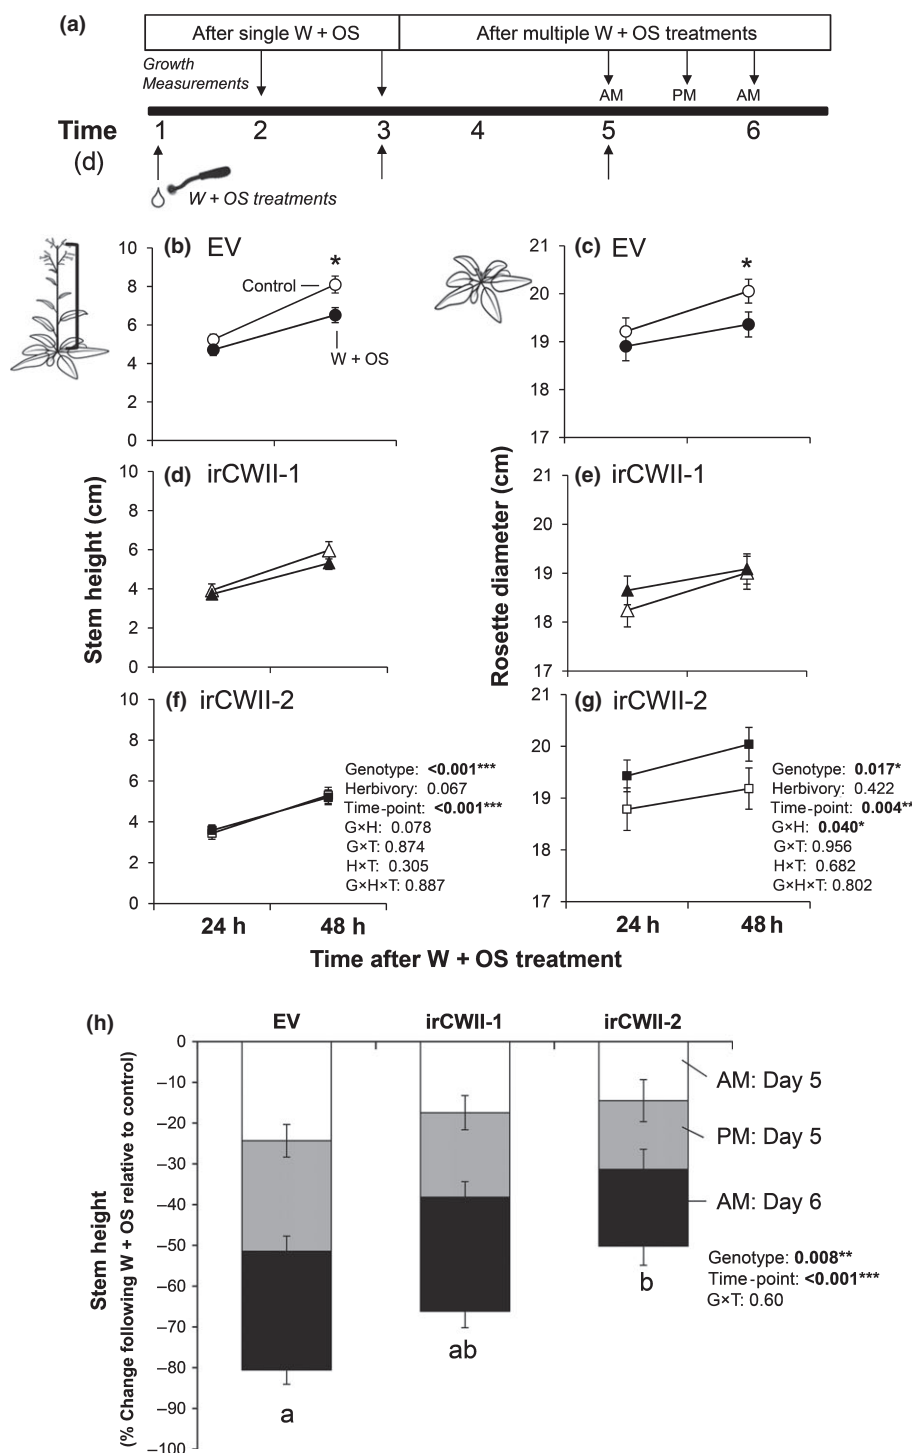 (a)
After single W + OS
After multiple W + OS treatments
Growth
Measurements
AM
PM
AM
Time
(d)
1
2
3
4
5
6
W + OS treatments
(b) EV
10
8
6
4
2
0
Control
*
W + OS
(c) EV
21
20
19
18
17
*
Stem height (cm)
(d) irCWII-1
10
8
6
4
2
0
Rosette diameter (cm)
(e) irCWII-1
21
20
19
18
17
(f) irCWII-2
10
8
6
4
2
0
Genotype: <0.001***
Herbivory: 0.067
Time-point: <0.001***
G×H: 0.078
G×T: 0.874
H×T: 0.305
G×H×T: 0.887
24 h
48 h
(g) irCWII-2
21
20
19
18
17
Genotype: 0.017*
Herbivory: 0.422
Time-point: 0.004**
G×H: 0.040*
G×T: 0.956
H×T: 0.682
G×H×T: 0.802
24 h
48 h
Time after W + OS treatment
(h)
EV
irCWII-1
irCWII-2
Stem height
(% Change following W + OS relative to control)
0
–10
–20
–30
–40
–50
–60
–70
–80
–90
–100
AM: Day 5
PM: Day 5
AM: Day 6
a
ab
b
Genotype: 0.008**
Time-point: <0.001***
G×T: 0.60